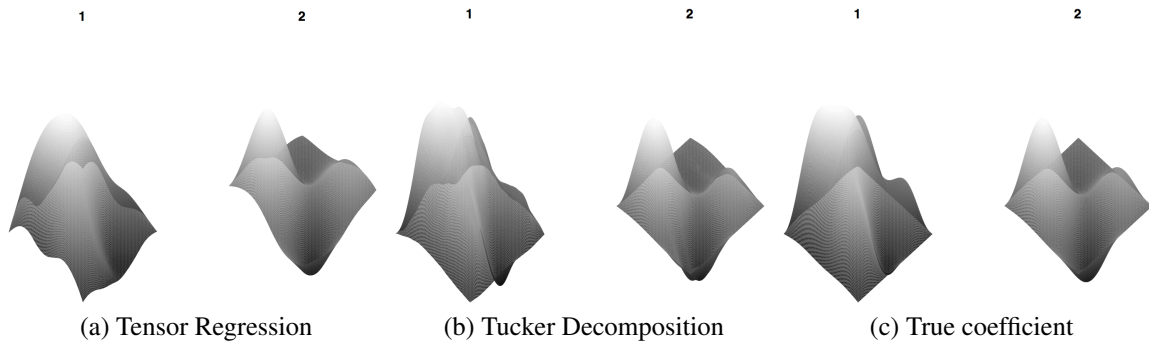 1 2 1 2 1 2
(a) Tensor Regression (b) Tucker Decomposition (c) True coefficient